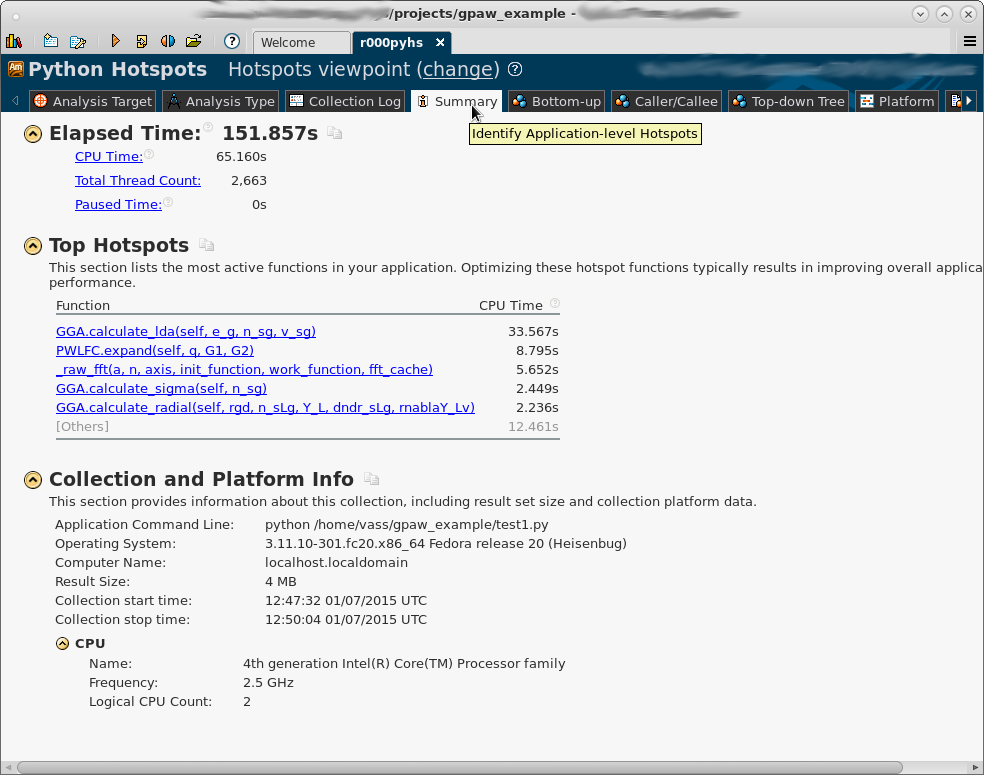 /projects/gpaw_example -
Welcome
r000pyhs
Am Python Hotspots Hotspots viewpoint (change) ?
Analysis Target Analysis Type Collection Log Summary Bottom-up Caller/Callee Top-down Tree Platform
Identify Application-level Hotspots
Elapsed Time: 151.857s
CPU Time: 65.160s
Total Thread Count: 2,663
Paused Time: 0s
Top Hotspots
This section lists the most active functions in your application. Optimizing these hotspot functions typically results in improving overall applica
performance.
Function CPU Time
GGA.calculate_lda(self, e_g, n_sg, v_sg) 33.567s
PWLFC.expand(self, q, G1, G2) 8.795s
_raw_fft(a, n, axis, init_function, work_function, fft_cache) 5.652s
GGA.calculate_sigma(self, n_sg) 2.449s
GGA.calculate_radial(self, rgd, n_sLg, Y_L, dndr_sLg, rnablaY_Lv) 2.236s
[Others] 12.461s
Collection and Platform Info
This section provides information about this collection, including result set size and collection platform data.
Application Command Line: python /home/vass/gpaw_example/test1.py
Operating System: 3.11.10-301.fc20.x86_64 Fedora release 20 (Heisenbug)
Computer Name: localhost.localdomain
Result Size: 4 MB
Collection start time: 12:47:32 01/07/2015 UTC
Collection stop time: 12:50:04 01/07/2015 UTC
CPU
Name: 4th generation Intel(R) Core(TM) Processor family
Frequency: 2.5 GHz
Logical CPU Count: 2